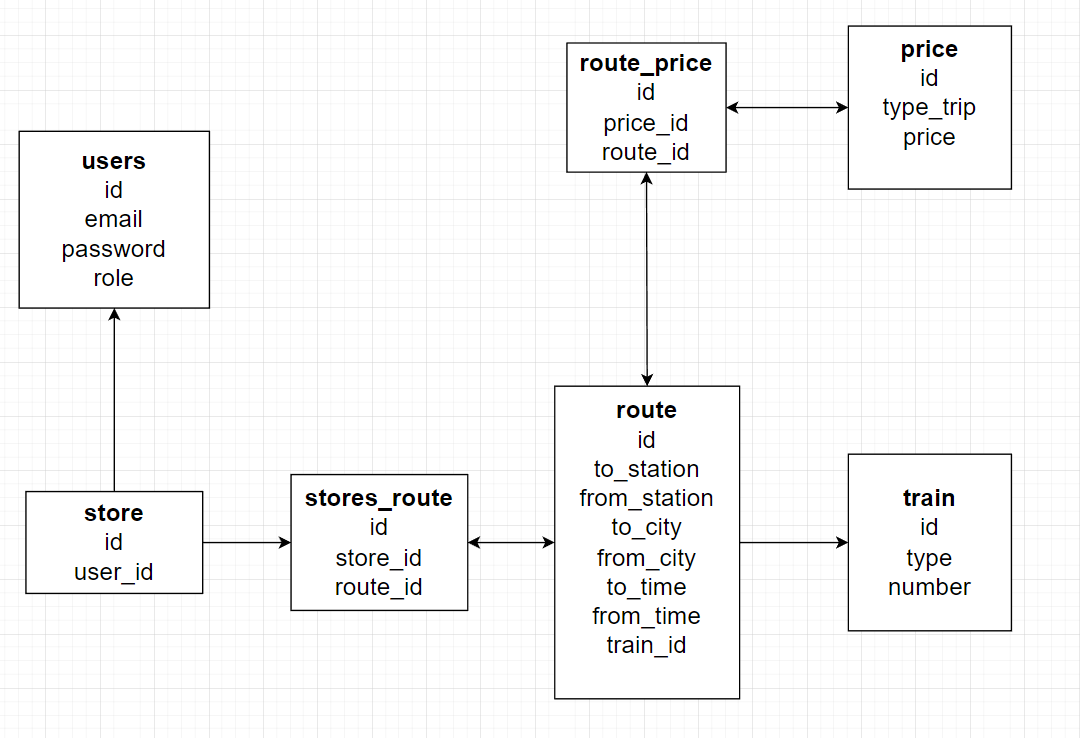 users
id
email
password
role
store
id
user_id
stores_route
id
store_id
route_id
route_price
id
price_id
route_id
route
id
to_station
from_station
to_city
from_city
to_time
from_time
train_id
price
id
type_trip
price
train
id
type
number